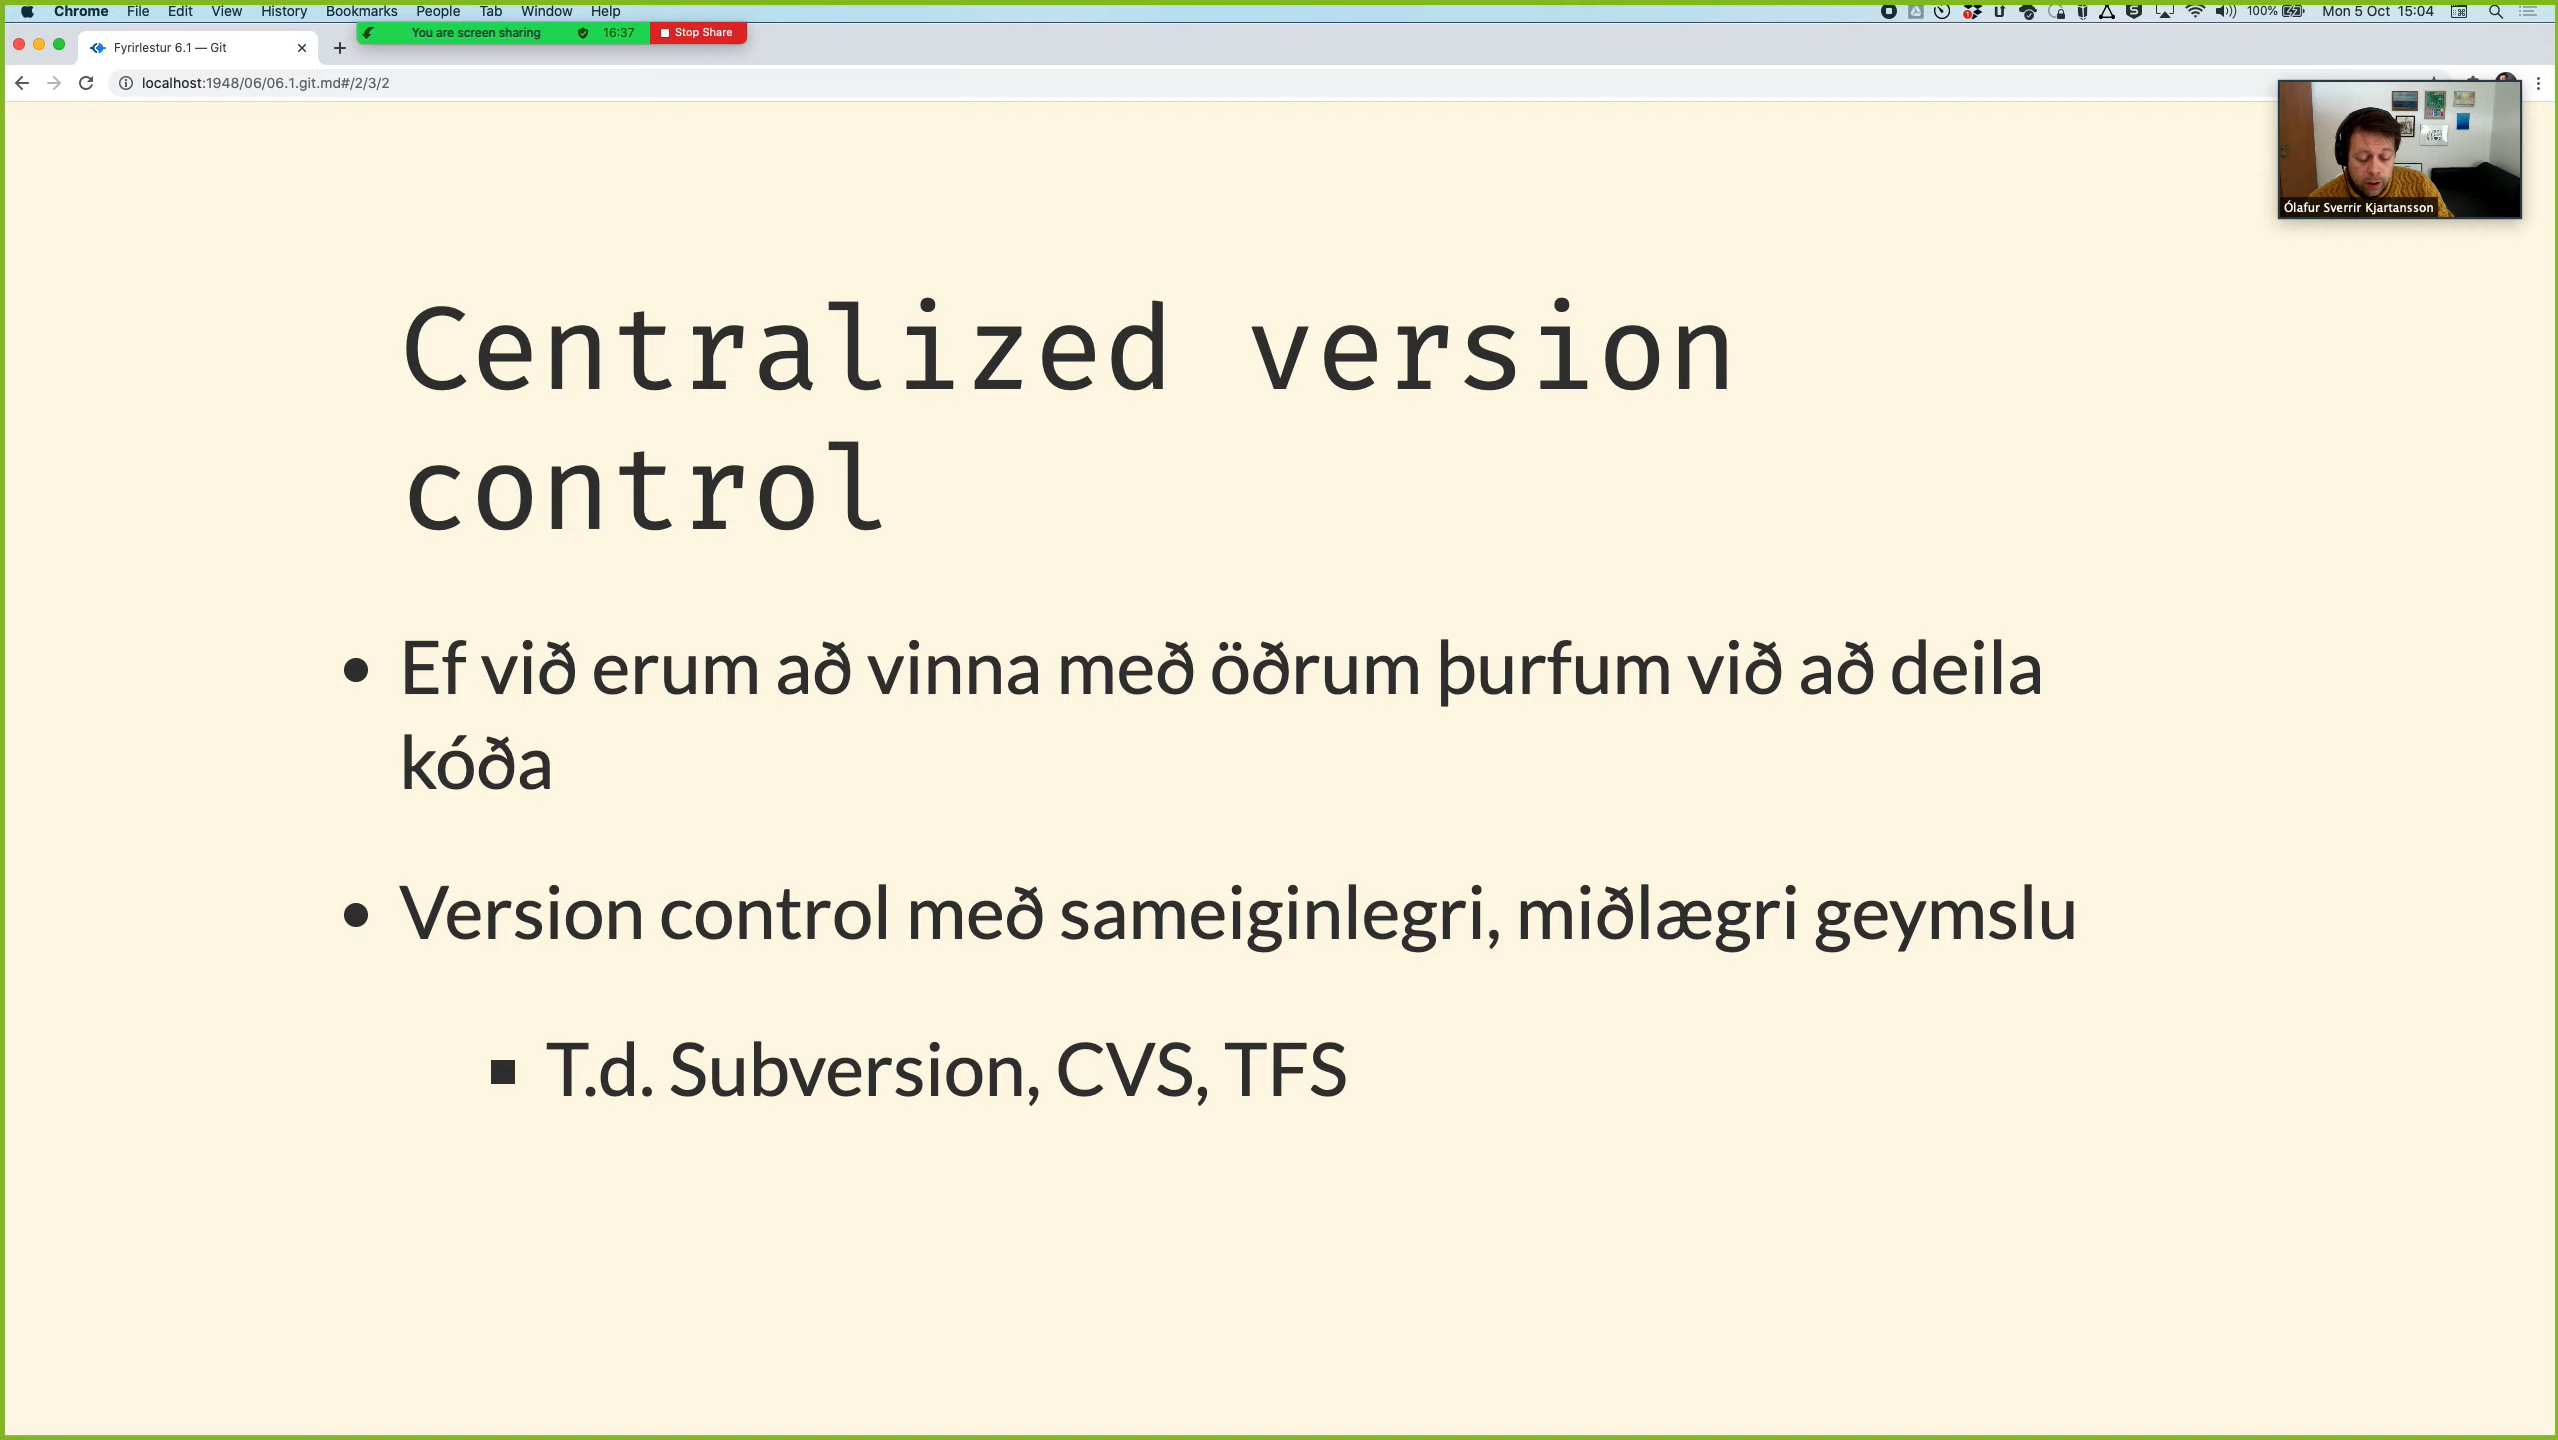 Chrome File Edit View History Bookmarks People Tab Window Help
100% Mon 5 Oct 15:04
You are screen sharing 16:37 Stop Share
Fyrirlestur 6.1 — Git
localhost:1948/06/06.1.git.md#/2/3/2
Ólafur Sverrir Kjartansson
Centralized version
control
Ef við erum að vinna með öðrum þurfum við að deila
kóða
Version control með sameiginlegri, miðlægri geymslu
T.d. Subversion, CVS, TFS